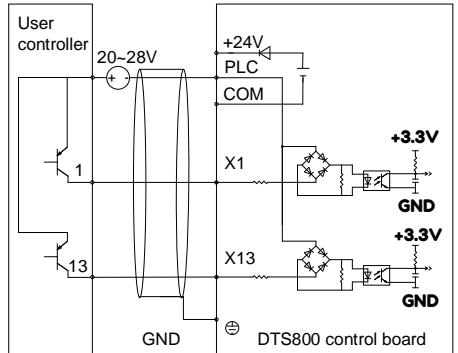 User
controller
20~28V
+
-
+24V
PLC
COM
+3.3V
1
X1
GND
+3.3V
13
X13
GND
GND
DTS800 control board